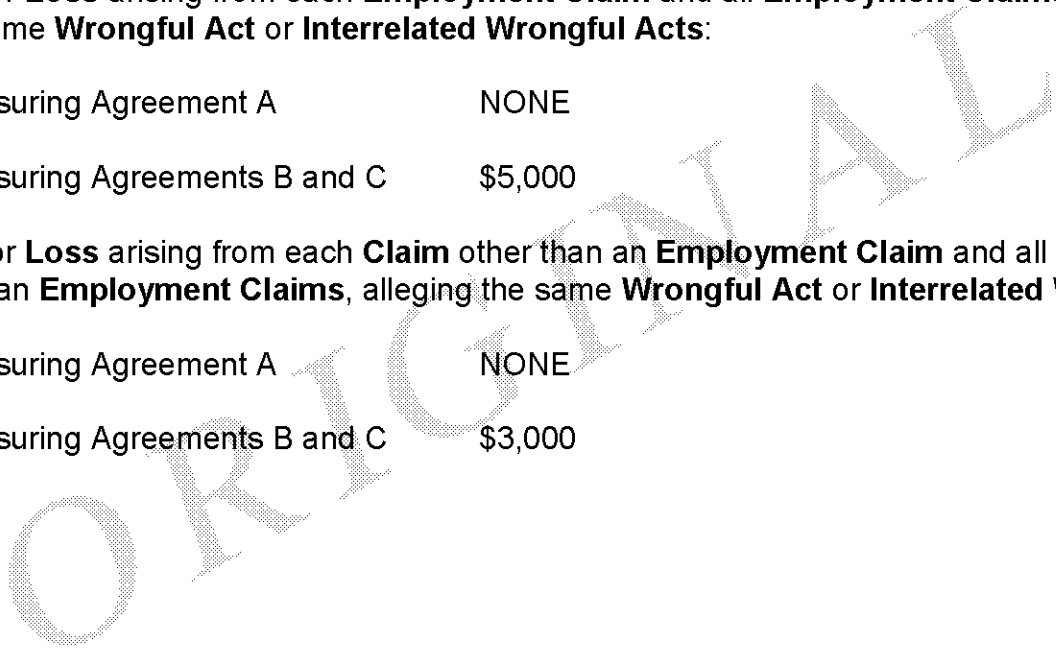 or Loss arising from each Employment Claim and all Employment Claims
me Wrongful Act or Interrelated Wrongful Acts:
suring Agreement A NONE
suring Agreements B and C $5,000
or Loss arising from each Claim other than an Employment Claim and all
an Employment Claims, alleging the same Wrongful Act or Interrelated
suring Agreement A NONE
suring Agreements B and C $3,000
ORIGINAL